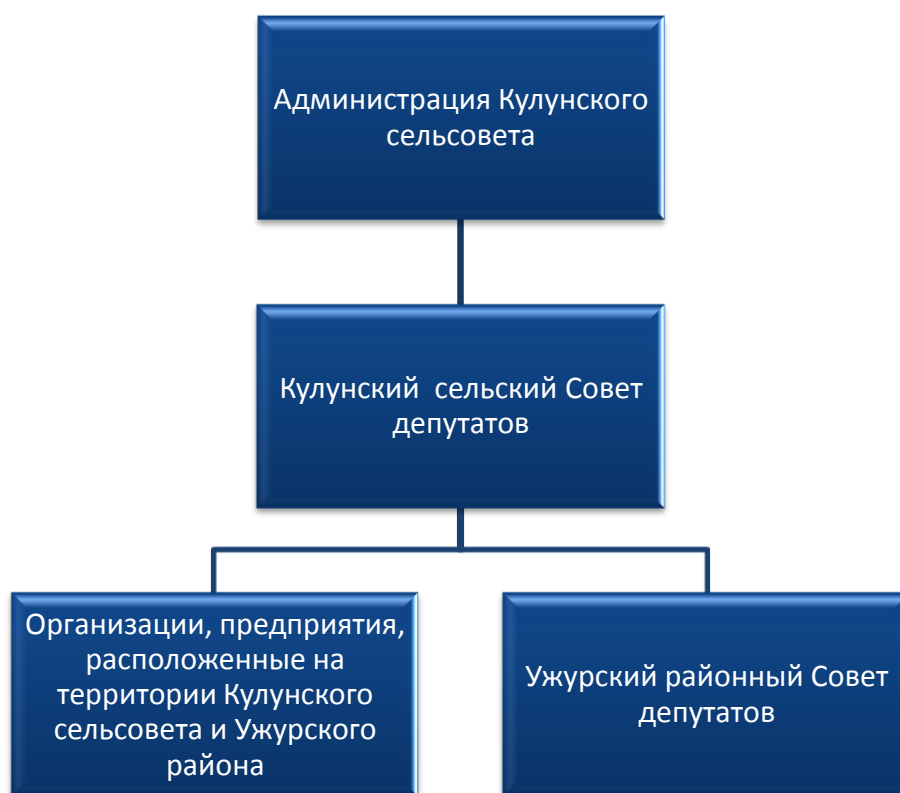 Администрация Кулунского
сельсовета
Кулунский сельский Совет
депутатов
Организации, предприятия,
расположенные на
территории Кулунского
сельсовета и Ужурского
района
Ужурский районный Совет
депутатов